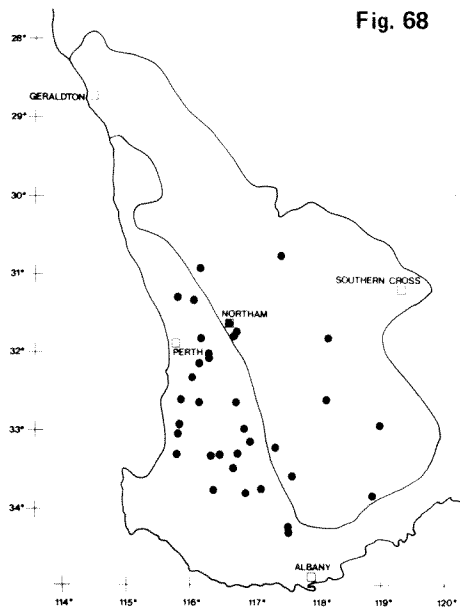 Fig. 68
28°
GERALDTON
29°
30°
31°
SOUTHERN CROSS
NORTHAM
32°
PERTH
33°
34°
ALBANY
114° 115° 116° 117° 118° 119° 120°